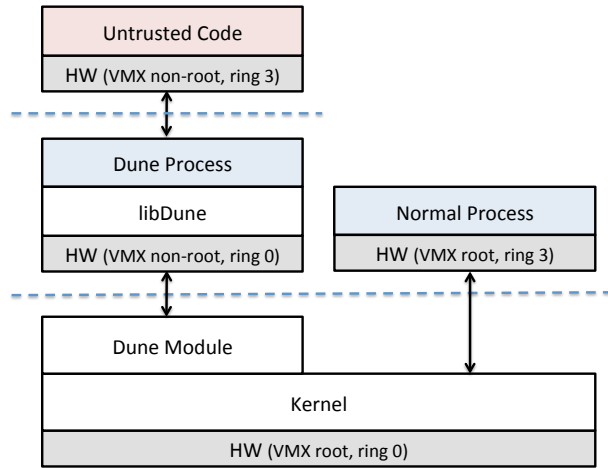 Untrusted Code
HW (VMX non-root, ring 3)
Dune Process
libDune
HW (VMX non-root, ring 0)
Normal Process
HW (VMX root, ring 3)
Dune Module
Kernel
HW (VMX root, ring 0)